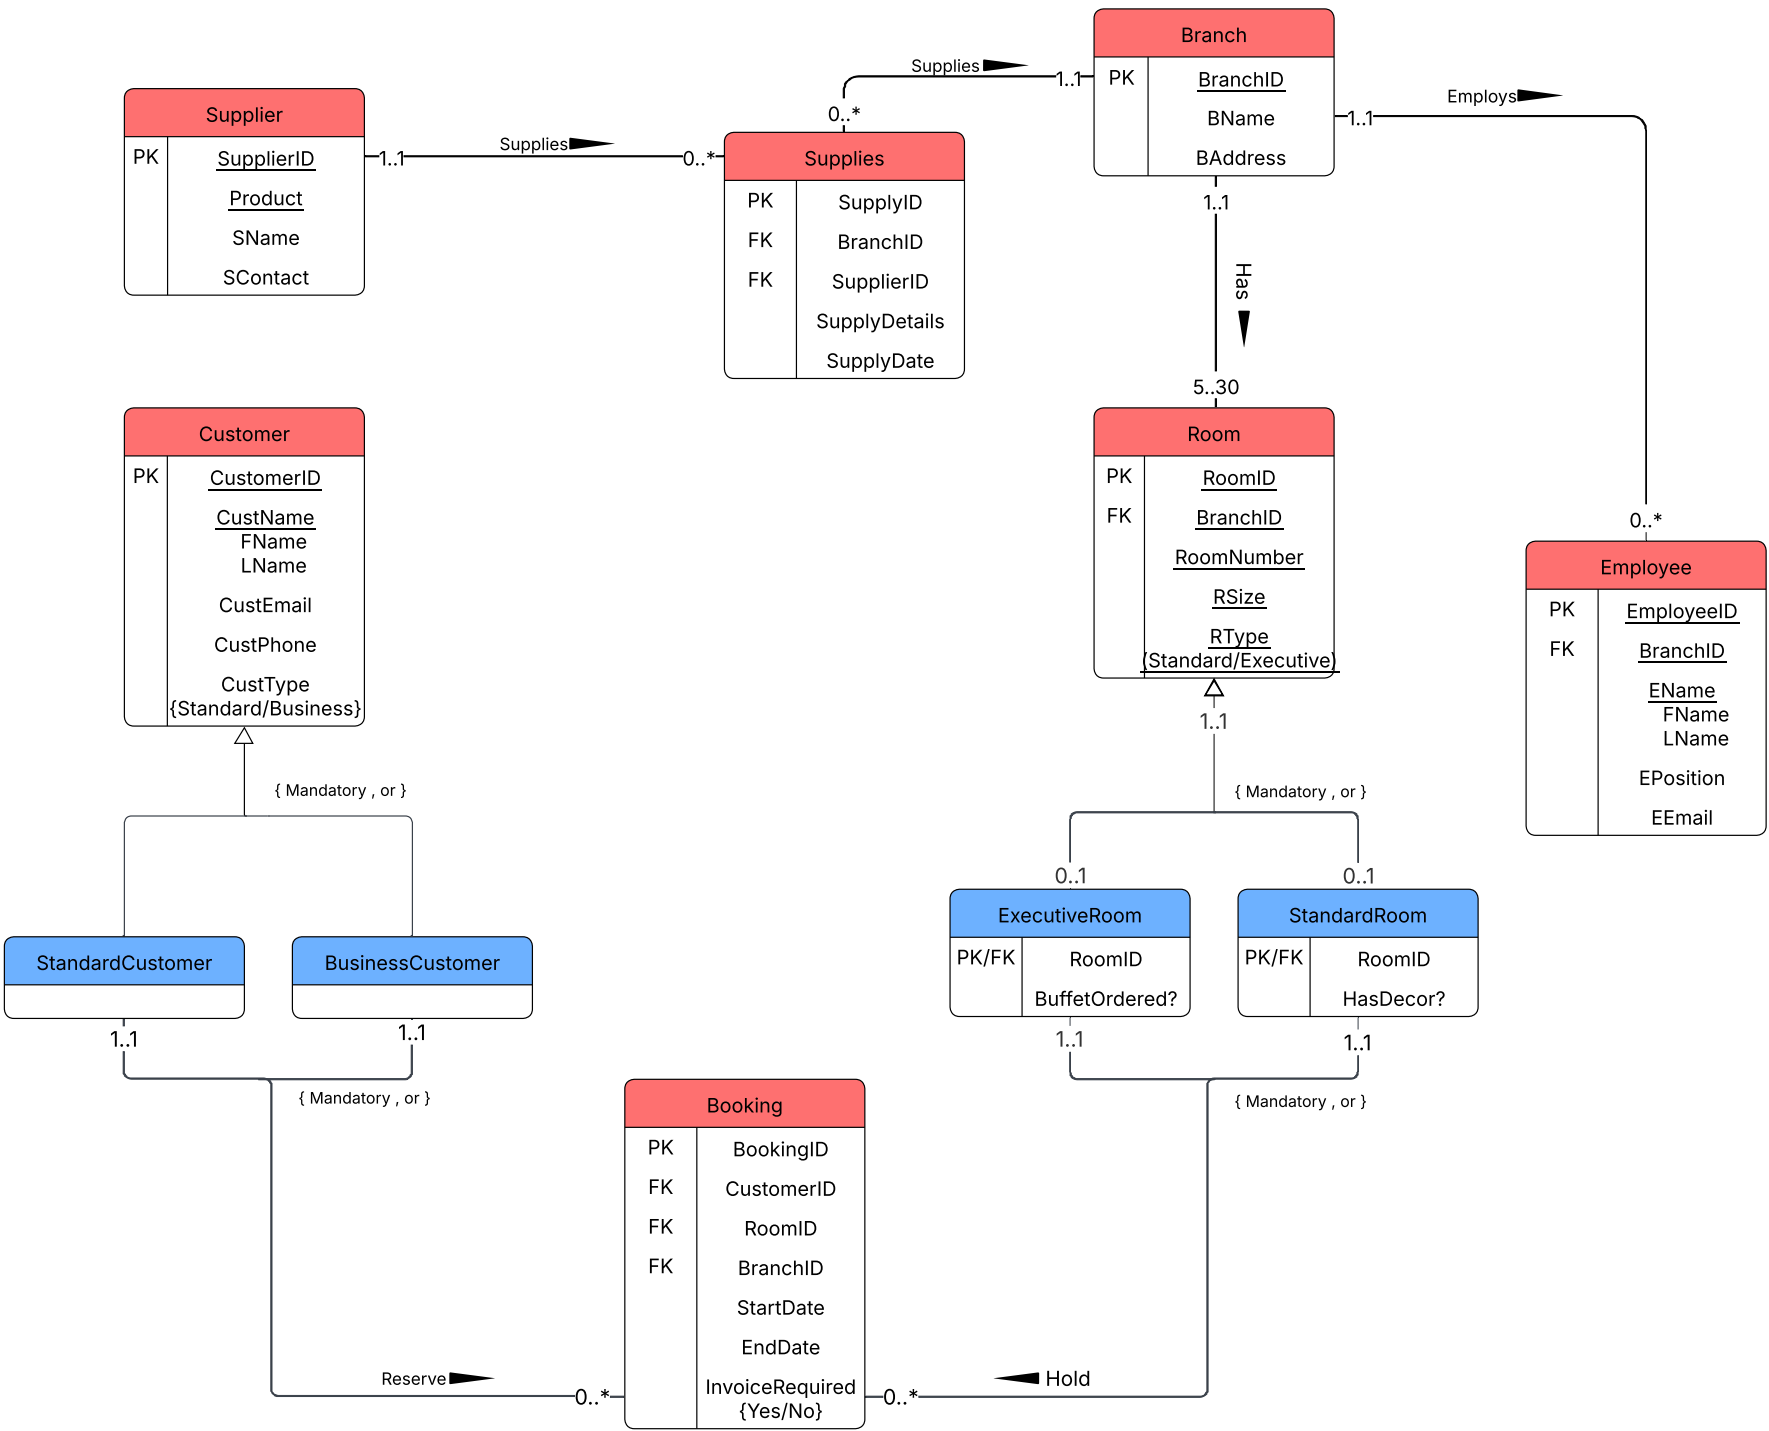 Branch
PK
BranchID
BName
BAddress
Supplies
1..1
0..*
1..1
Employs
Supplier
PK
SupplierID
Product
SName
SContact
1..1
Supplies
0..*
Supplies
PK
SupplyID
FK
BranchID
FK
SupplierID
SupplyDetails
SupplyDate
1..1
Has
5..30
Customer
PK
CustomerID
CustName
FName
LName
CustEmail
CustPhone
CustType
{Standard/Business}
Room
PK
RoomID
FK
BranchID
RoomNumber
RSize
RType
(Standard/Executive)
0..*
Employee
PK
EmployeeID
FK
BranchID
EName
FName
LName
EPosition
EEmail
{ Mandatory , or }
1..1
{ Mandatory , or }
0..1
0..1
StandardCustomer
BusinessCustomer
ExecutiveRoom
PK/FK
RoomID
BuffetOrdered?
StandardRoom
PK/FK
RoomID
HasDecor?
1..1
1..1
{ Mandatory , or }
1..1
1..1
{ Mandatory , or }
Booking
PK
BookingID
FK
CustomerID
FK
RoomID
FK
BranchID
StartDate
EndDate
InvoiceRequired
{Yes/No}
Reserve
0..*
0..*
Hold